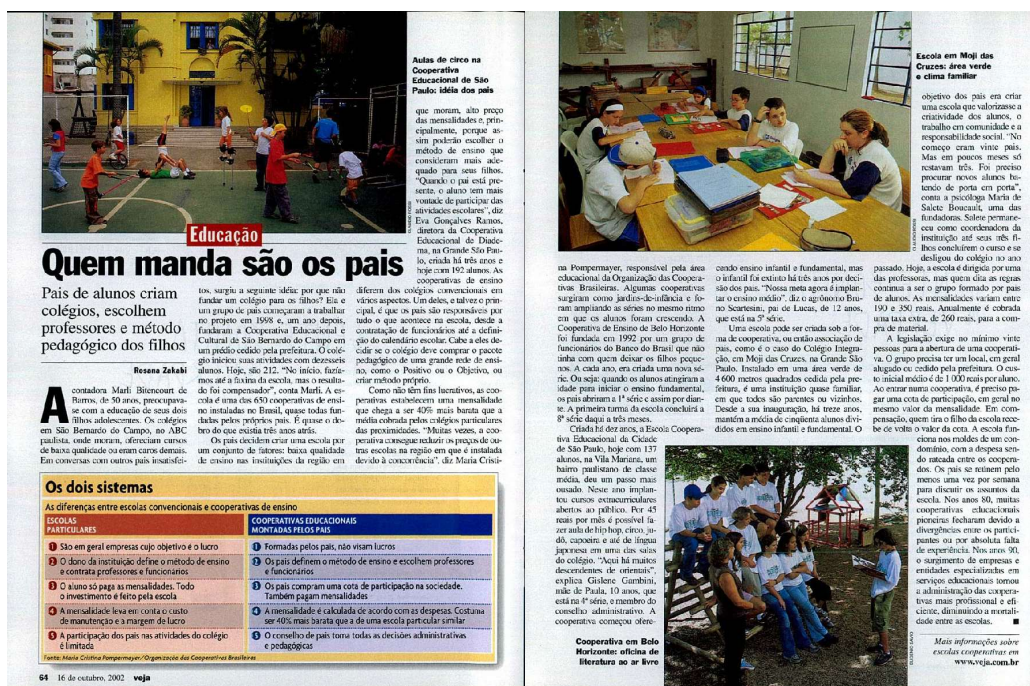 Aulas de circo na
Cooperativa
Educacional de São
Paulo: idéia dos pais
Educação
Quem manda são os pais
Pais de alunos criam
colégios, escolhem
professores e método
pedagógico dos filhos
Rosana Zakabi
A contadora Marli Bitencourt de
Barros, de 50 anos, preocupava-
se com a educação de seus dois
filhos adolescentes. Os colégios
em São Bernardo do Campo, no ABC
paulista, onde moram, ofereciam cursos
de baixa qualidade ou eram caros demais.
Em conversas com outros pais insatisfei-
tos, surgiu a seguinte idéia: por que não
fundar um colégio para os filhos? Ela e
um grupo de pais começaram a trabalhar
no projeto em 1998 e, um ano depois,
fundaram a Cooperativa Educacional e
Cultural de São Bernardo do Campo em
um prédio cedido pela prefeitura. O colé-
gio iniciou suas atividades com dezesseis
alunos. Hoje, são 212. "No início, fazía-
mos até a faxina da escola, mas o resulta-
do foi compensador", conta Marli. A es-
cola é uma das 650 cooperativas de ensi-
no instaladas no Brasil, quase todas fun-
dadas pelos próprios pais. É quase o do-
bro do que existia três anos atrás.
Os pais decidem criar uma escola por
um conjunto de fatores: baixa qualidade
de ensino nas instituições da região em
que moram, alto preço
das mensalidades e, prin-
cipalmente, porque as-
sim poderão escolher o
método de ensino que
consideram mais ade-
quado para seus filhos.
"Quando o pai está pre-
sente, o aluno tem mais
vontade de participar das
atividades escolares", diz
Eva Gonçalves Ramos,
diretora da Cooperativa
Educacional de Diade-
ma, na Grande São Pau-
lo, criada há três anos e
hoje com 192 alunos. As
cooperativas de ensino
diferem dos colégios convencionais em
vários aspectos. Um deles, e talvez o prin-
cipal, é que os pais são responsáveis por
tudo o que acontece na escola, desde a
contratação de funcionários até a defini-
ção do calendário escolar. Cabe a eles de-
cidir se o colégio deve comprar o pacote
pedagógico de uma grande rede de ensi-
no, como o Positivo ou o Objetivo, ou
criar método próprio.
Como não têm fins lucrativos, as coo-
perativas estabelecem uma mensalidade
que chega a ser 40% mais barata que a
média cobrada pelos colégios particulares
das proximidades. "Muitas vezes, a coo-
perativa consegue reduzir os preços de ou-
tras escolas na região em que é instalada
devido à concorrência", diz Maria Cristi-
Os dois sistemas
As diferenças entre escolas convencionais e cooperativas de ensino
ESCOLAS
PARTICULARES
1 São em geral empresas cujo objetivo é o lucro
2 O dono da instituição define o método de ensino
e contrata professores e funcionários
3 O aluno só paga as mensalidades. Todo
o investimento é feito pela escola
4 A mensalidade leva em conta o custo
de manutenção e a margem de lucro
5 A participação dos pais nas atividades do colégio
é limitada
COOPERATIVAS EDUCACIONAIS
MONTADAS PELOS PAIS
1 Formadas pelos pais, não visam lucros
2 Os pais definem o método de ensino e escolhem professores
e funcionários
3 Os pais compram uma cota de participação na sociedade.
Também pagam mensalidades
4 A mensalidade é calculada de acordo com as despesas. Costuma
ser 40% mais barata que a de uma escola particular similar
5 O conselho de pais toma todas as decisões administrativas
e pedagógicas
Fonte: Maria Cristina Pompermayer/Organização das Cooperativas Brasileiras
64 16 de outubro, 2002 veja
Escola em Moji das
Cruzes: área verde
e clima familiar
na Pompermayer, responsável pela área
educacional da Organização das Coopera-
tivas Brasileiras. Algumas cooperativas
surgiram como jardins-de-infância e fo-
ram ampliando as séries no mesmo ritmo
em que os alunos foram crescendo. A
Cooperativa de Ensino de Belo Horizonte
foi fundada em 1992 por um grupo de
funcionários do Banco do Brasil que não
tinha com quem deixar os filhos peque-
nos. A cada ano, era criada uma nova sé-
rie. Ou seja: quando os alunos atingiram a
idade para iniciar o ensino fundamental,
os pais abriram a 1ª série e assim por dian-
te. A primeira turma da escola concluirá a
8ª série daqui a três meses.
Criada há dez anos, a Escola Coopera-
tiva Educacional da Cidade
de São Paulo, hoje com 137
alunos, na Vila Mariana, um
bairro paulistano de classe
média, deu um passo mais
ousado. Neste ano implan-
tou cursos extracurriculares
abertos ao público. Por 45
reais por mês é possível fa-
zer aula de hip hop, circo, ju-
dô, capoeira e até de língua
japonesa em uma das salas
do colégio. "Aqui há muitos
descendentes de orientais",
explica Gislene Gambini,
mãe de Paula, 10 anos, que
está na 4ª série, e membro do
conselho administrativo. A
cooperativa começou ofere-
cendo ensino infantil e fundamental, mas
o infantil foi extinto há três anos por deci-
são dos pais. "Nossa meta agora é implan-
tar o ensino médio", diz o agrônomo Bru-
no Scartesini, pai de Lucas, de 12 anos,
que está na 5ª série.
Uma escola pode ser criada sob a for-
ma de cooperativa, ou então associação de
pais, como é o caso do Colégio Integra-
ção, em Moji das Cruzes, na Grande São
Paulo. Instalado em uma área verde de
4 600 metros quadrados cedida pela pre-
feitura, é uma instituição quase familiar,
em que todos são parentes ou vizinhos.
Desde a sua inauguração, há treze anos,
mantém a média de cinqüenta alunos divi-
didos em ensino infantil e fundamental. O
objetivo dos pais era criar
uma escola que valorizasse a
criatividade dos alunos, o
trabalho em comunidade e a
responsabilidade social. "No
começo eram vinte pais.
Mas em poucos meses só
restavam três. Foi preciso
procurar novos alunos ba-
tendo de porta em porta",
conta a psicóloga Maria de
Salete Boucault, uma das
fundadoras. Salete permane-
ceu como coordenadora da
instituição até seus três fi-
lhos concluírem o curso e se
desligou do colégio no ano
passado. Hoje, a escola é dirigida por uma
das professoras, mas quem dita as regras
continua a ser o grupo formado por pais
de alunos. As mensalidades variam entre
190 e 350 reais. Anualmente é cobrada
uma taxa extra, de 260 reais, para a com-
pra de material.
A legislação exige no mínimo vinte
pessoas para a abertura de uma cooperati-
va. O grupo precisa ter um local, em geral
alugado ou cedido pela prefeitura. O cus-
to inicial médio é de 1 000 reais por aluno.
Ao entrar numa cooperativa, é preciso pa-
gar uma cota de participação, em geral no
mesmo valor da mensalidade. Em com-
pensação, quem tira o filho da escola rece-
be de volta o valor da cota. A escola fun-
ciona nos moldes de um con-
domínio, com a despesa sen-
do rateada entre os coopera-
dos. Os pais se reúnem pelo
menos uma vez por semana
para discutir os assuntos da
escola. Nos anos 80, muitas
cooperativas educacionais
pioneiras fecharam devido a
divergências entre os partici-
pantes ou por absoluta falta
de experiência. Nos anos 90,
o surgimento de empresas e
entidades especializadas em
serviços educacionais tornou
a administração das coopera-
tivas mais profissional e efi-
ciente, diminuindo a mortali-
dade entre as escolas.
Cooperativa em Belo
Horizonte: oficina de
literatura ao ar livre
Mais informações sobre
escolas cooperativas em
www.veja.com.br